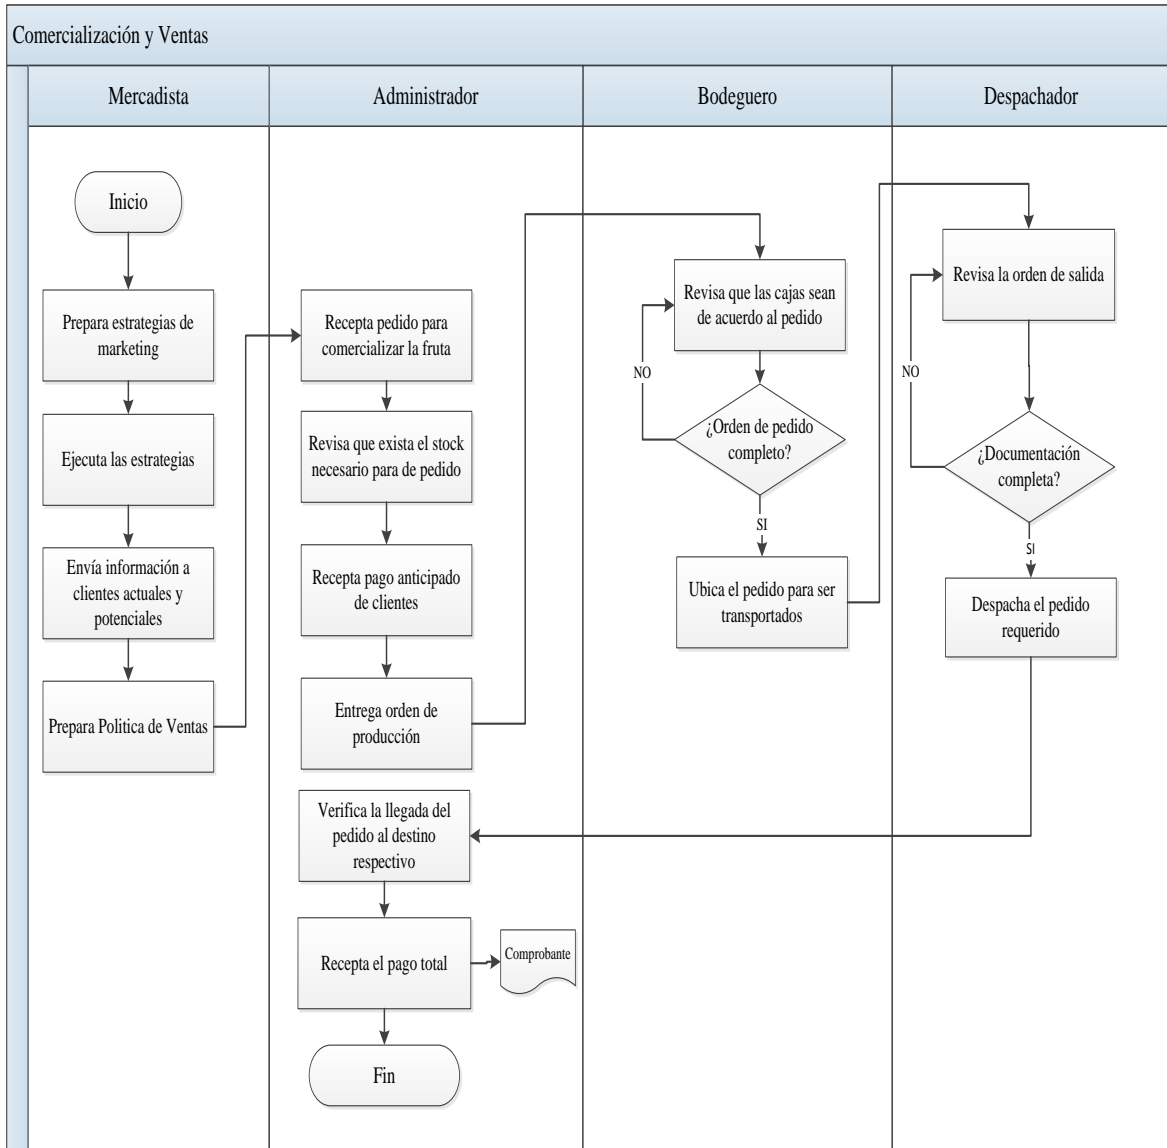 Comercialización y Ventas
Mercadista
Administrador
Bodeguero
Despachador
Inicio
Prepara estrategias de
marketing
Ejecuta las estrategias
Envía información a
clientes actuales y
potenciales
Prepara Politica de Ventas
Recepta pedido para
comercializar la fruta
Revisa que exista el stock
necesario para de pedido
Recepta pago anticipado
de clientes
Entrega orden de
producción
Verifica la llegada del
pedido al destino
respectivo
Recepta el pago total
Comprobante
Fin
Revisa que las cajas sean
de acuerdo al pedido
NO
¿Orden de pedido
completo?
SI
Ubica el pedido para ser
transportados
Revisa la orden de salida
NO
¿Documentación
completa?
SI
Despacha el pedido
requerido